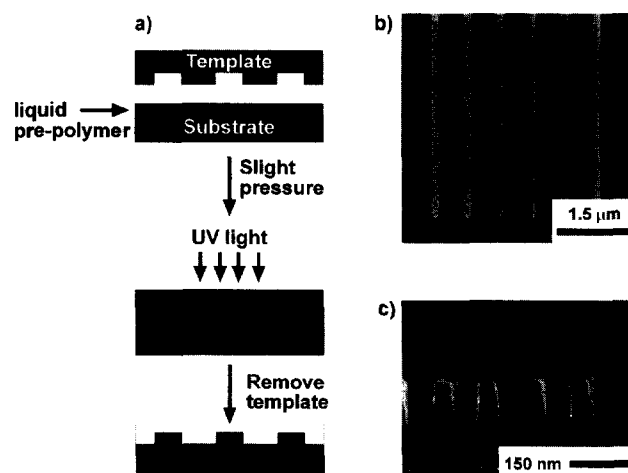 a)
Template
liquid
pre-polymer
Substrate
Slight
pressure
UV light
Remove
template
b)
1.5 μm
c)
150 nm